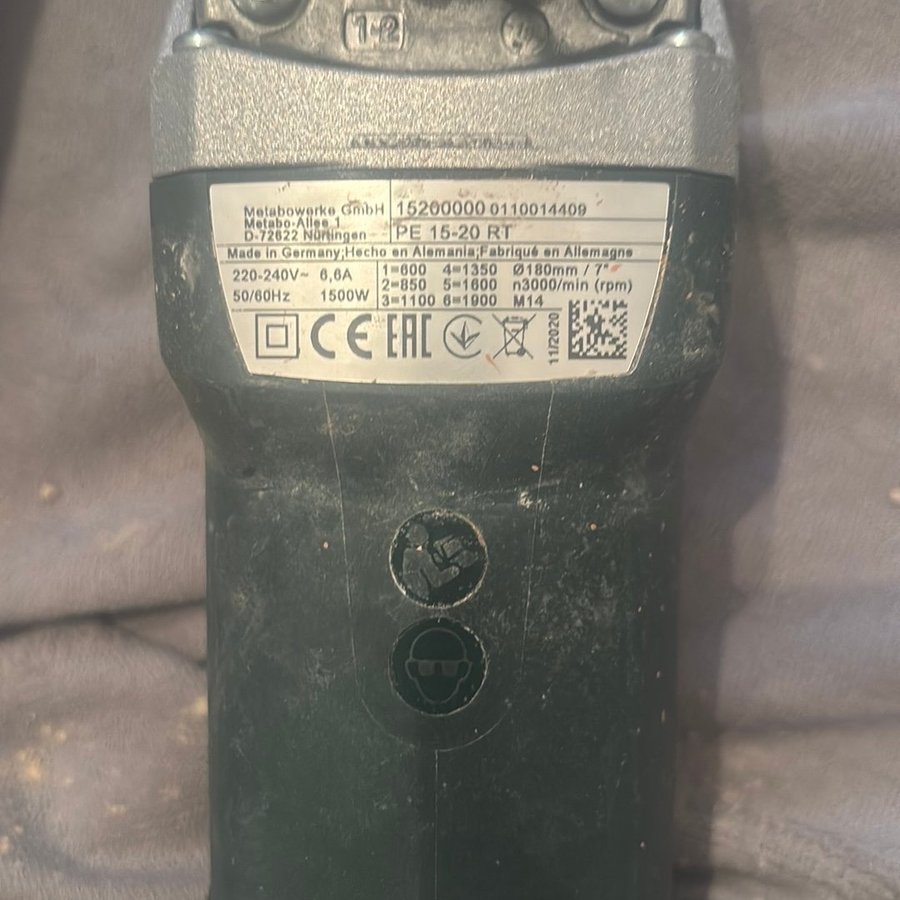 1-2
Metabowerke GmbH
Metabo-Allee 1
D-72622 Nürtingen
15200000 0110014409
PE 15-20 RT
Made in Germany;Hecho en Alemania;Fabriqué en Allemagne
220-240V~ 6,6A
50/60Hz 1500W
1=600 4=1350 Ø180mm / 7"
2=850 5=1600 n3000/min (rpm)
3=1100 6=1900 M14
CE EAC
11/2020